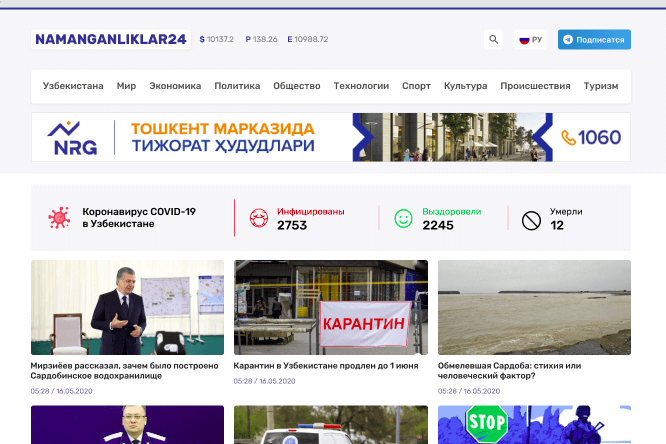 NAMANGANLIKLAR24
$ 10137.2
P 138.26
E 10988.72
РУ
Подписатся
Узбекистана
Мир
Экономика
Политика
Общество
Технологии
Спорт
Культура
Происшествия
Туризм
NRG
ТОШКЕНТ МАРКАЗИДА
ТИЖОРАТ ҲУДУДЛАРИ
1060
Коронавирус COVID-19
в Узбекистане
Инфицированы
2753
Выздоровели
2245
Умерли
12
КАРАНТИН
Мирзиёев рассказал, зачем было построено
Сардобинское водохранилище
05:28 / 16.05.2020
Карантин в Узбекистане продлен до 1 июня
05:28 / 16.05.2020
Обмелевшая Сардоба: стихия или
человеческий фактор?
05:28 / 16.05.2020
STOP